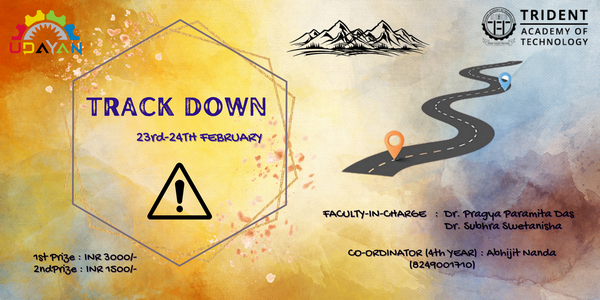 UDAYAN
TRIDENT
ACADEMY OF
TECHNOLOGY
TRACK DOWN
23rd-24TH FEBRUARY
FACULTY-IN-CHARGE : Dr. Pragya Paramita Das
Dr. Subhra Swetanisha
1st Prize : INR 3000/-
2ndPrize : INR 1500/-
CO-ORDINATOR (4th YEAR) : Abhijit Nanda
(8249001710)